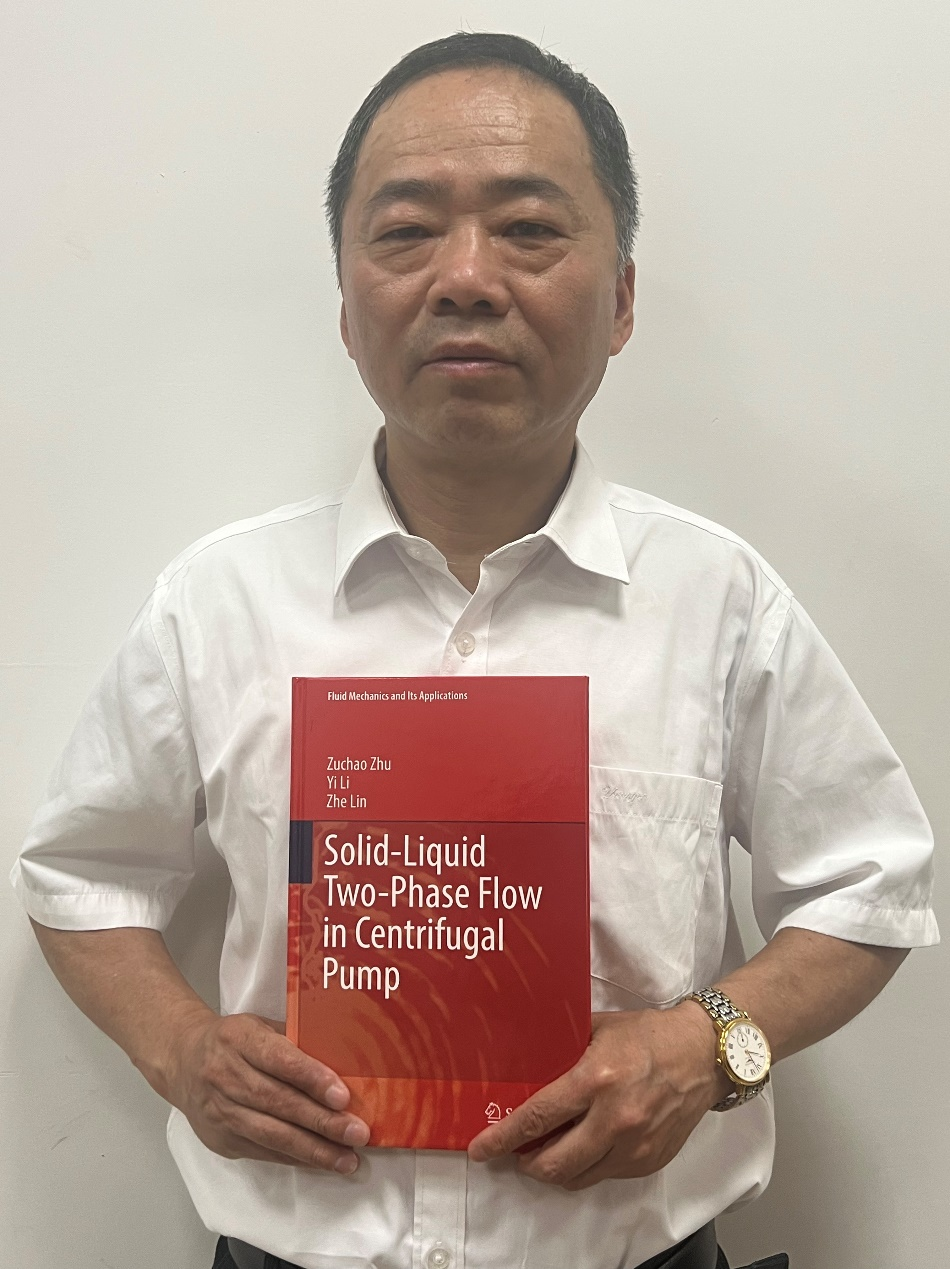 Fluid Mechanics and Its Applications
Zuchao Zhu
Yi Li
Zhe Lin
Solid-Liquid
Two-Phase Flow
in Centrifugal
Pump